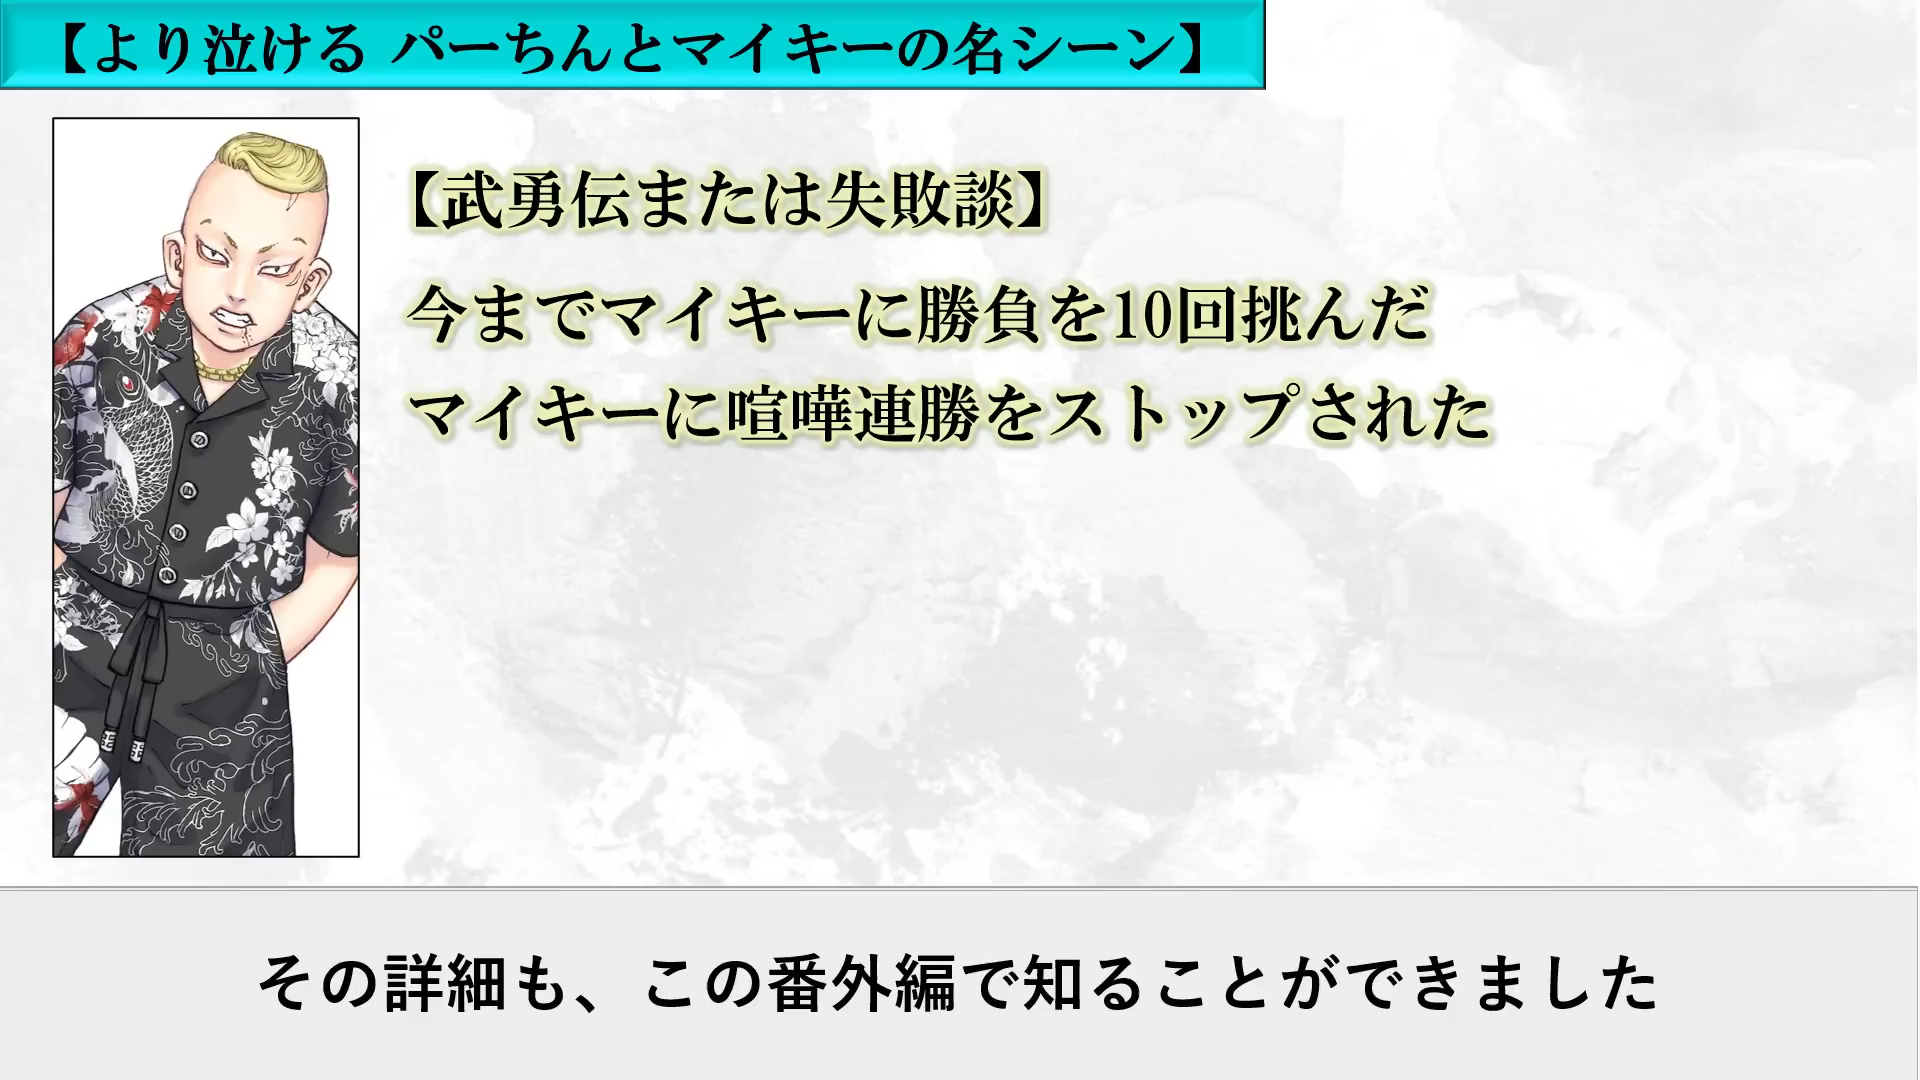 【より泣ける パーちんとマイキーの名シーン】
【武勇伝または失敗談】
今までマイキーに勝負を10回挑んだ
マイキーに喧嘩連勝をストップされた
その詳細も、この番外編で知ることができました